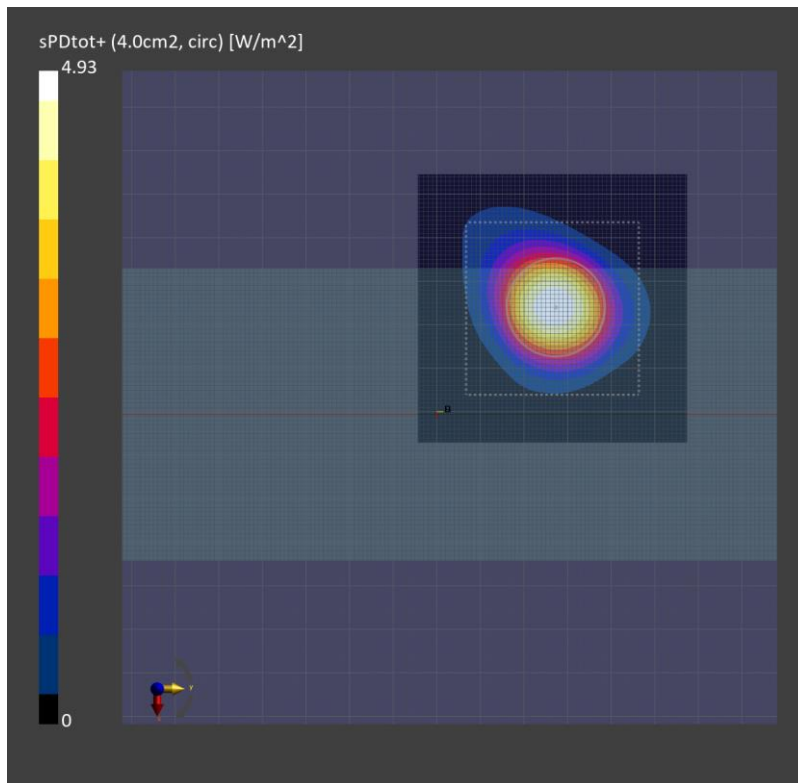 sPDtot+ (4.0cm2, circ) [W/m^2]
4.93
0
Y